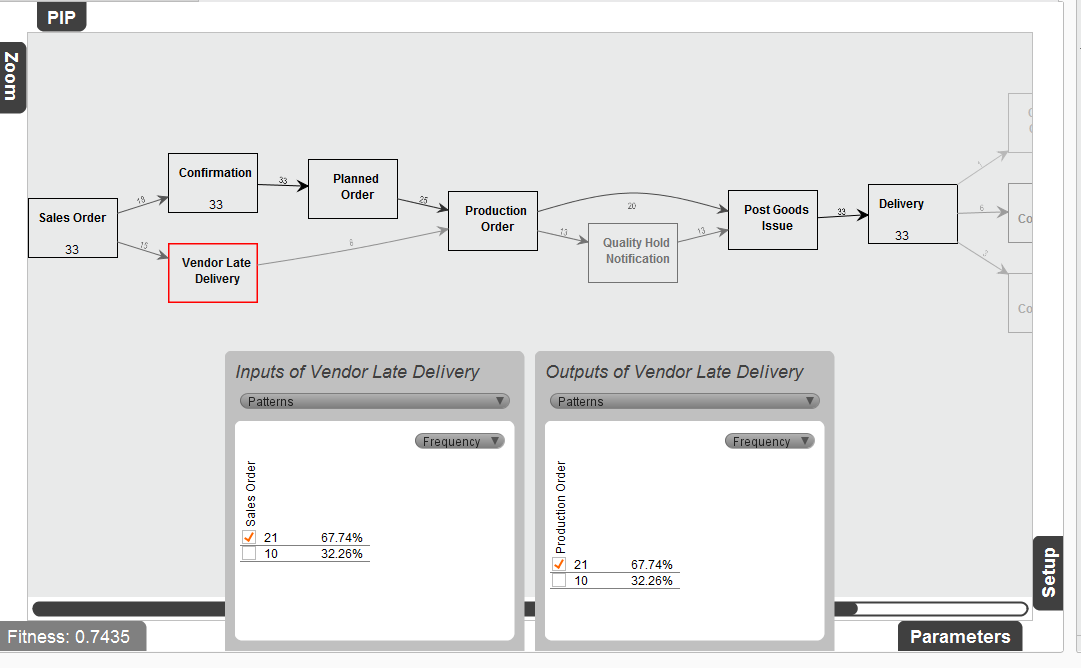 PIP
Zoom
Confirmation
33
Planned
Order
Sales Order
33
Vendor Late
Delivery
33
25
8
Production
Order
20
13
Quality Hold
Notification
13
Post Goods
Issue
33
Delivery
33
6
Co
Co
Inputs of Vendor Late Delivery
Patterns
Frequency
Sales Order
21 67.74%
10 32.26%
Outputs of Vendor Late Delivery
Patterns
Frequency
Production Order
21 67.74%
10 32.26%
Setup
Fitness: 0.7435
Parameters